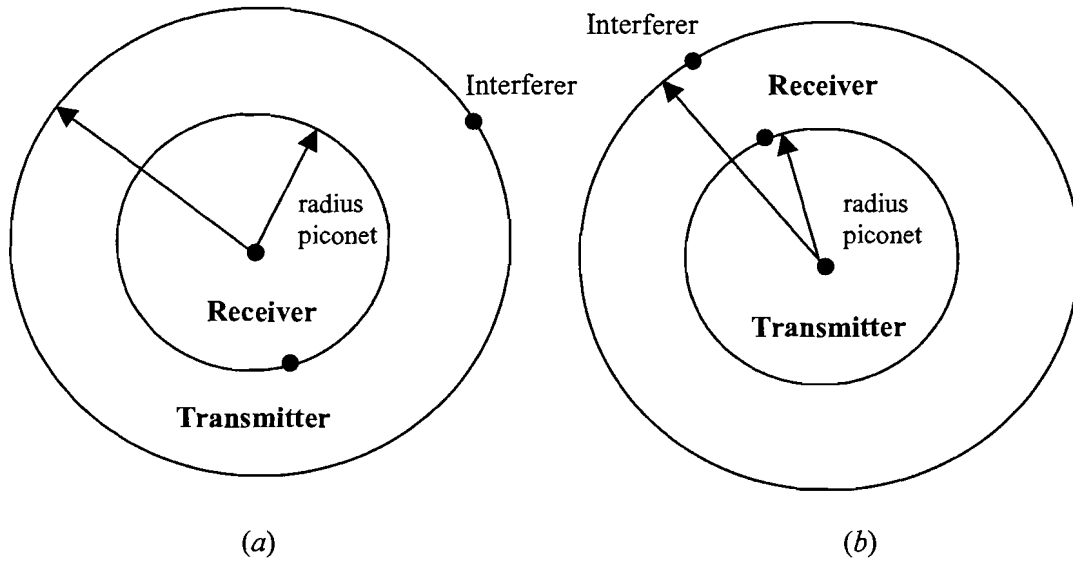 Interferer
radius
piconet
Receiver
Transmitter
(a)
Interferer
Receiver
radius
piconet
Transmitter
(b)